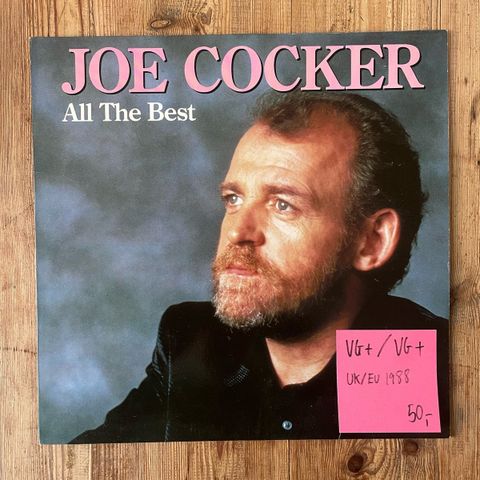 JOE COCKER
All The Best
VG+ / VG+
UK/EU 1988
50,-